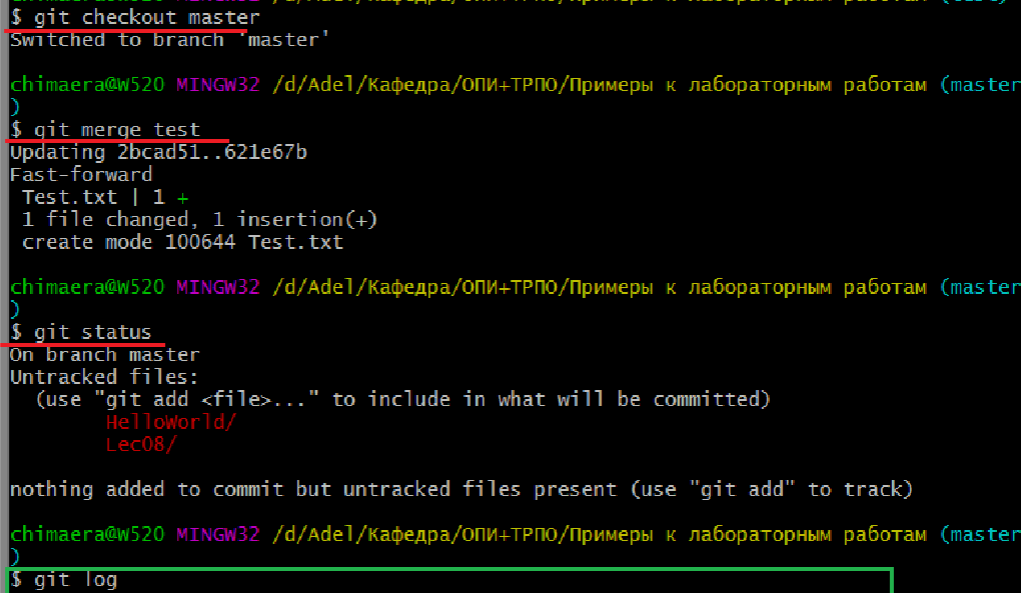 $ git checkout master
Switched to branch 'master'
chimaera@W520 MINGW32 /d/Adel/Кафедра/ОПИ+ТРПО/Примеры к лабораторным работам (master
)
$ git merge test
Updating 2bcad51..621e67b
Fast-forward
 Test.txt | 1 +
 1 file changed, 1 insertion(+)
 create mode 100644 Test.txt
chimaera@W520 MINGW32 /d/Adel/Кафедра/ОПИ+ТРПО/Примеры к лабораторным работам (master
)
$ git status
On branch master
Untracked files:
  (use "git add <file>..." to include in what will be committed)
        HelloWorld/
        Lec08/
nothing added to commit but untracked files present (use "git add" to track)
chimaera@W520 MINGW32 /d/Adel/Кафедра/ОПИ+ТРПО/Примеры к лабораторным работам (master
)
$ git log